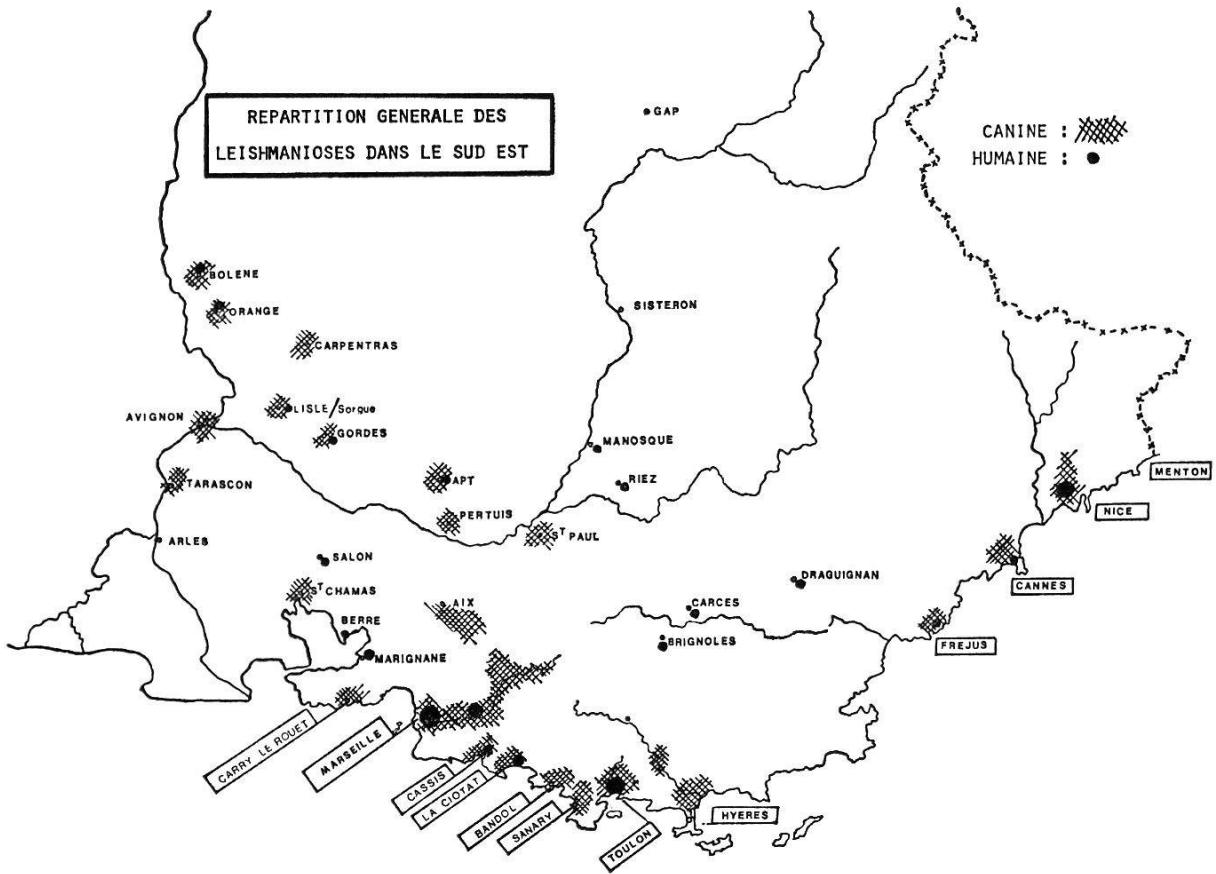 REPARTITION GENERALE DES
LEISHMANIOSES DANS LE SUD EST
GAP
CANINE :
HUMAINE :
BOLENE
ORANGE
SISTERON
CARPENTRAS
LISLE/Sorgue
AVIGNON
GORDES
MANOSQUE
MENTON
TARASCON
APT
RIEZ
NICE
PERTUIS
ST PAUL
ARLES
SALON
DRAGUIGNAN
CANNES
ST CHAMAS
AIX
CARCES
BERRE
BRIGNOLES
FREJUS
MARIGNANE
CARRY LE ROUET
MARSEILLE
CASSIS
LA CIOTAT
BANDOL
SANARY
TOULON
HYERES